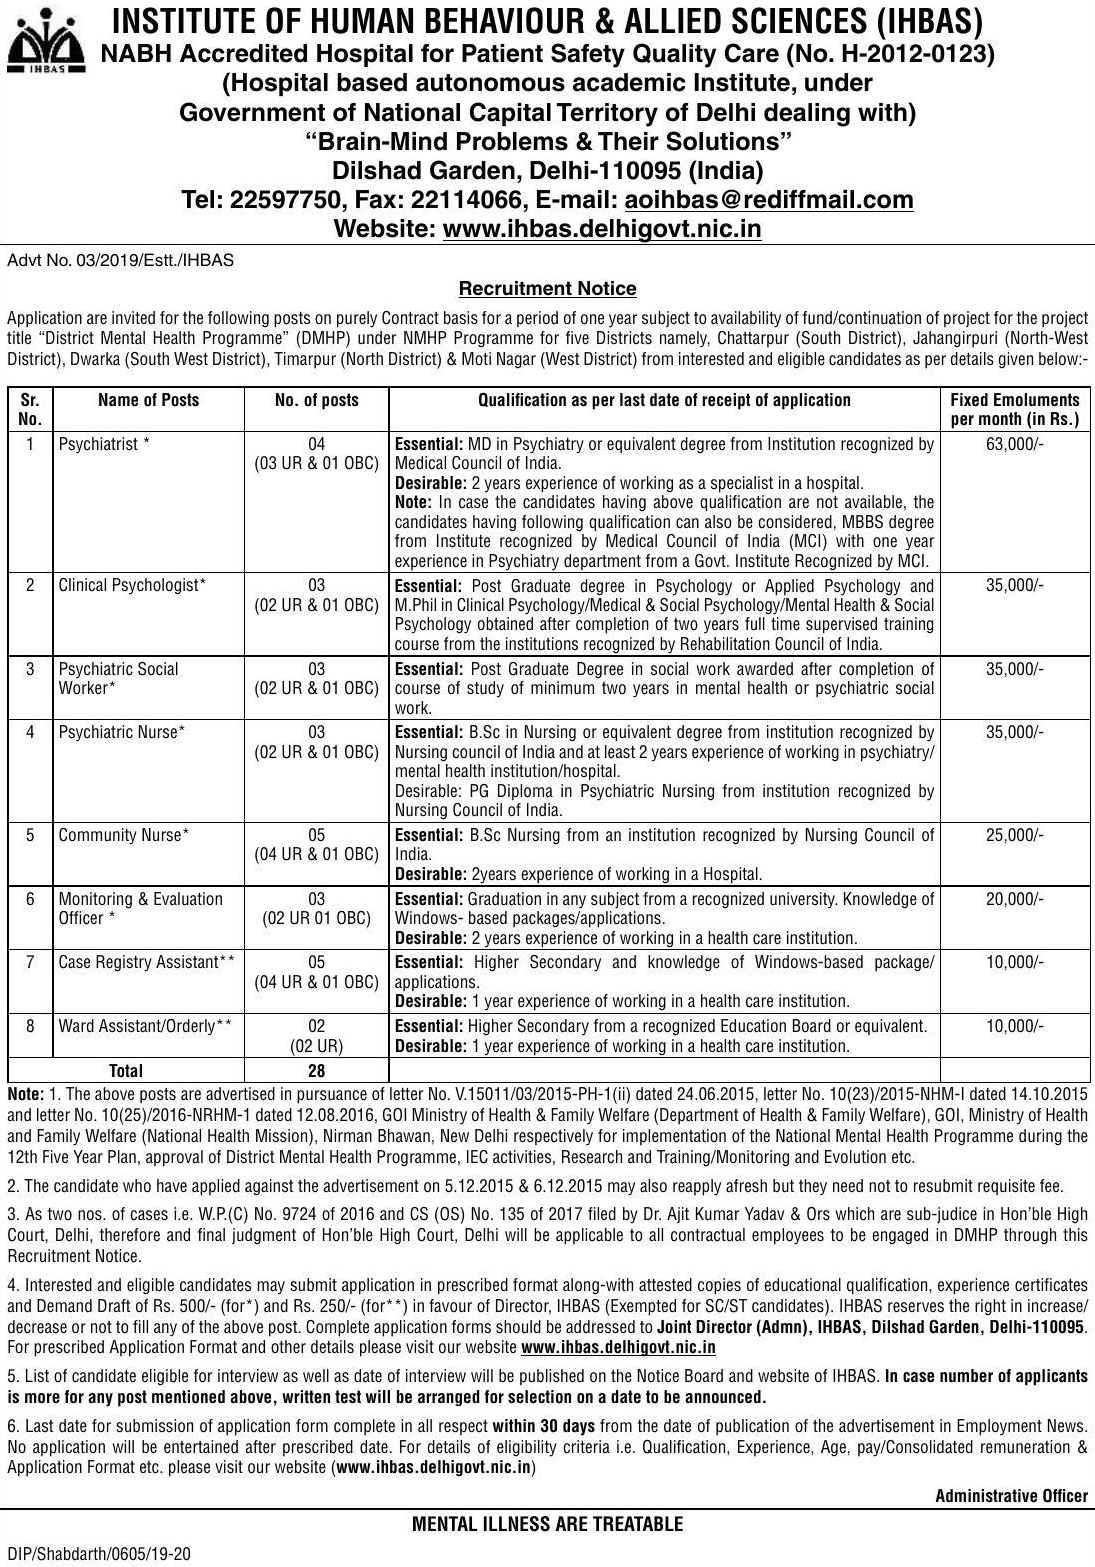 INSTITUTE OF HUMAN BEHAVIOUR & ALLIED SCIENCES (IHBAS)
IHBAS
NABH Accredited Hospital for Patient Safety Quality Care (No. H-2012-0123)
(Hospital based autonomous academic Institute, under
Government of National Capital Territory of Delhi dealing with)
“Brain-Mind Problems & Their Solutions”
Dilshad Garden, Delhi-110095 (India)
Tel: 22597750, Fax: 22114066, E-mail: aoihbas@rediffmail.com
Website: www.ihbas.delhigovt.nic.in
Advt No. 03/2019/Estt./IHBAS
Recruitment Notice
Application are invited for the following posts on purely Contract basis for a period of one year subject to availability of fund/continuation of project for the project
title “District Mental Health Programme” (DMHP) under NMHP Programme for five Districts namely, Chattarpur (South District), Jahangirpuri (North-West
District), Dwarka (South West District), Timarpur (North District) & Moti Nagar (West District) from interested and eligible candidates as per details given below:-
Sr. No.
Name of Posts
No. of posts
Qualification as per last date of receipt of application
Fixed Emoluments
per month (in Rs.)
1
Psychiatrist *
04
(03 UR & 01 OBC)
Essential: MD in Psychiatry or equivalent degree from Institution recognized by
Medical Council of India.
Desirable: 2 years experience of working as a specialist in a hospital.
Note: In case the candidates having above qualification are not available, the
candidates having following qualification can also be considered, MBBS degree
from Institute recognized by Medical Council of India (MCI) with one year
experience in Psychiatry department from a Govt. Institute Recognized by MCI.
63,000/-
2
Clinical Psychologist*
03
(02 UR & 01 OBC)
Essential: Post Graduate degree in Psychology or Applied Psychology and
M.Phil in Clinical Psychology/Medical & Social Psychology/Mental Health & Social
Psychology obtained after completion of two years full time supervised training
course from the institutions recognized by Rehabilitation Council of India.
35,000/-
3
Psychiatric Social
Worker*
03
(02 UR & 01 OBC)
Essential: Post Graduate Degree in social work awarded after completion of
course of study of minimum two years in mental health or psychiatric social
work.
35,000/-
4
Psychiatric Nurse*
03
(02 UR & 01 OBC)
Essential: B.Sc in Nursing or equivalent degree from institution recognized by
Nursing council of India and at least 2 years experience of working in psychiatry/
mental health institution/hospital.
Desirable: PG Diploma in Psychiatric Nursing from institution recognized by
Nursing Council of India.
35,000/-
5
Community Nurse*
05
(04 UR & 01 OBC)
Essential: B.Sc Nursing from an institution recognized by Nursing Council of
India.
Desirable: 2years experience of working in a Hospital.
25,000/-
6
Monitoring & Evaluation
Officer *
03
(02 UR 01 OBC)
Essential: Graduation in any subject from a recognized university. Knowledge of
Windows- based packages/applications.
Desirable: 2 years experience of working in a health care institution.
20,000/-
7
Case Registry Assistant**
05
(04 UR & 01 OBC)
Essential: Higher Secondary and knowledge of Windows-based package/
applications.
Desirable: 1 year experience of working in a health care institution.
10,000/-
8
Ward Assistant/Orderly**
02
(02 UR)
Essential: Higher Secondary from a recognized Education Board or equivalent.
Desirable: 1 year experience of working in a health care institution.
10,000/-
Total
28
Note: 1. The above posts are advertised in pursuance of letter No. V.15011/03/2015-PH-1(ii) dated 24.06.2015, letter No. 10(23)/2015-NHM-I dated 14.10.2015
and letter No. 10(25)/2016-NRHM-1 dated 12.08.2016, GOI Ministry of Health & Family Welfare (Department of Health & Family Welfare), GOI, Ministry of Health
and Family Welfare (National Health Mission), Nirman Bhawan, New Delhi respectively for implementation of the National Mental Health Programme during the
12th Five Year Plan, approval of District Mental Health Programme, IEC activities, Research and Training/Monitoring and Evolution etc.
2. The candidate who have applied against the advertisement on 5.12.2015 & 6.12.2015 may also reapply afresh but they need not to resubmit requisite fee.
3. As two nos. of cases i.e. W.P.(C) No. 9724 of 2016 and CS (OS) No. 135 of 2017 filed by Dr. Ajit Kumar Yadav & Ors which are sub-judice in Hon’ble High
Court, Delhi, therefore and final judgment of Hon’ble High Court, Delhi will be applicable to all contractual employees to be engaged in DMHP through this
Recruitment Notice.
4. Interested and eligible candidates may submit application in prescribed format along-with attested copies of educational qualification, experience certificates
and Demand Draft of Rs. 500/- (for*) and Rs. 250/- (for**) in favour of Director, IHBAS (Exempted for SC/ST candidates). IHBAS reserves the right in increase/
decrease or not to fill any of the above post. Complete application forms should be addressed to Joint Director (Admn), IHBAS, Dilshad Garden, Delhi-110095.
For prescribed Application Format and other details please visit our website www.ihbas.delhigovt.nic.in
5. List of candidate eligible for interview as well as date of interview will be published on the Notice Board and website of IHBAS. In case number of applicants
is more for any post mentioned above, written test will be arranged for selection on a date to be announced.
6. Last date for submission of application form complete in all respect within 30 days from the date of publication of the advertisement in Employment News.
No application will be entertained after prescribed date. For details of eligibility criteria i.e. Qualification, Experience, Age, pay/Consolidated remuneration &
Application Format etc. please visit our website (www.ihbas.delhigovt.nic.in)
Administrative Officer
MENTAL ILLNESS ARE TREATABLE
DIP/Shabdarth/0605/19-20